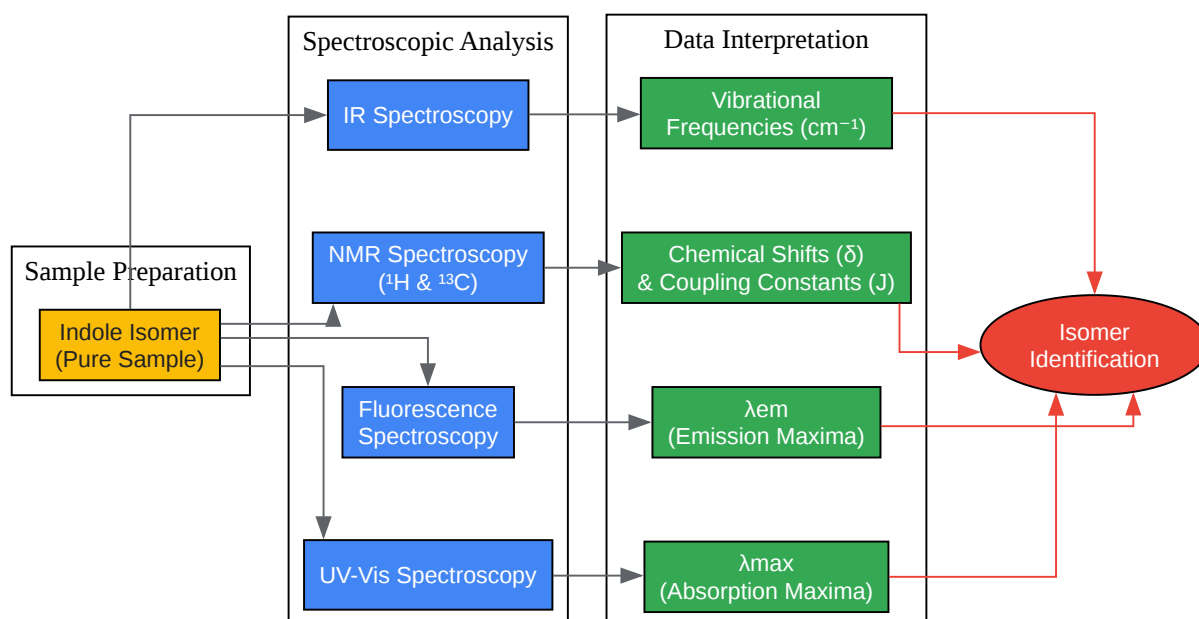 Spectroscopic Analysis
Data Interpretation
IR Spectroscopy
Vibrational
Frequencies (cm⁻¹)
Sample Preparation
NMR Spectroscopy
(¹H & ¹³C)
Chemical Shifts (δ)
& Coupling Constants (J)
Indole Isomer
(Pure Sample)
Isomer
Identification
Fluorescence
Spectroscopy
λem
(Emission Maxima)
UV-Vis Spectroscopy
λmax
(Absorption Maxima)